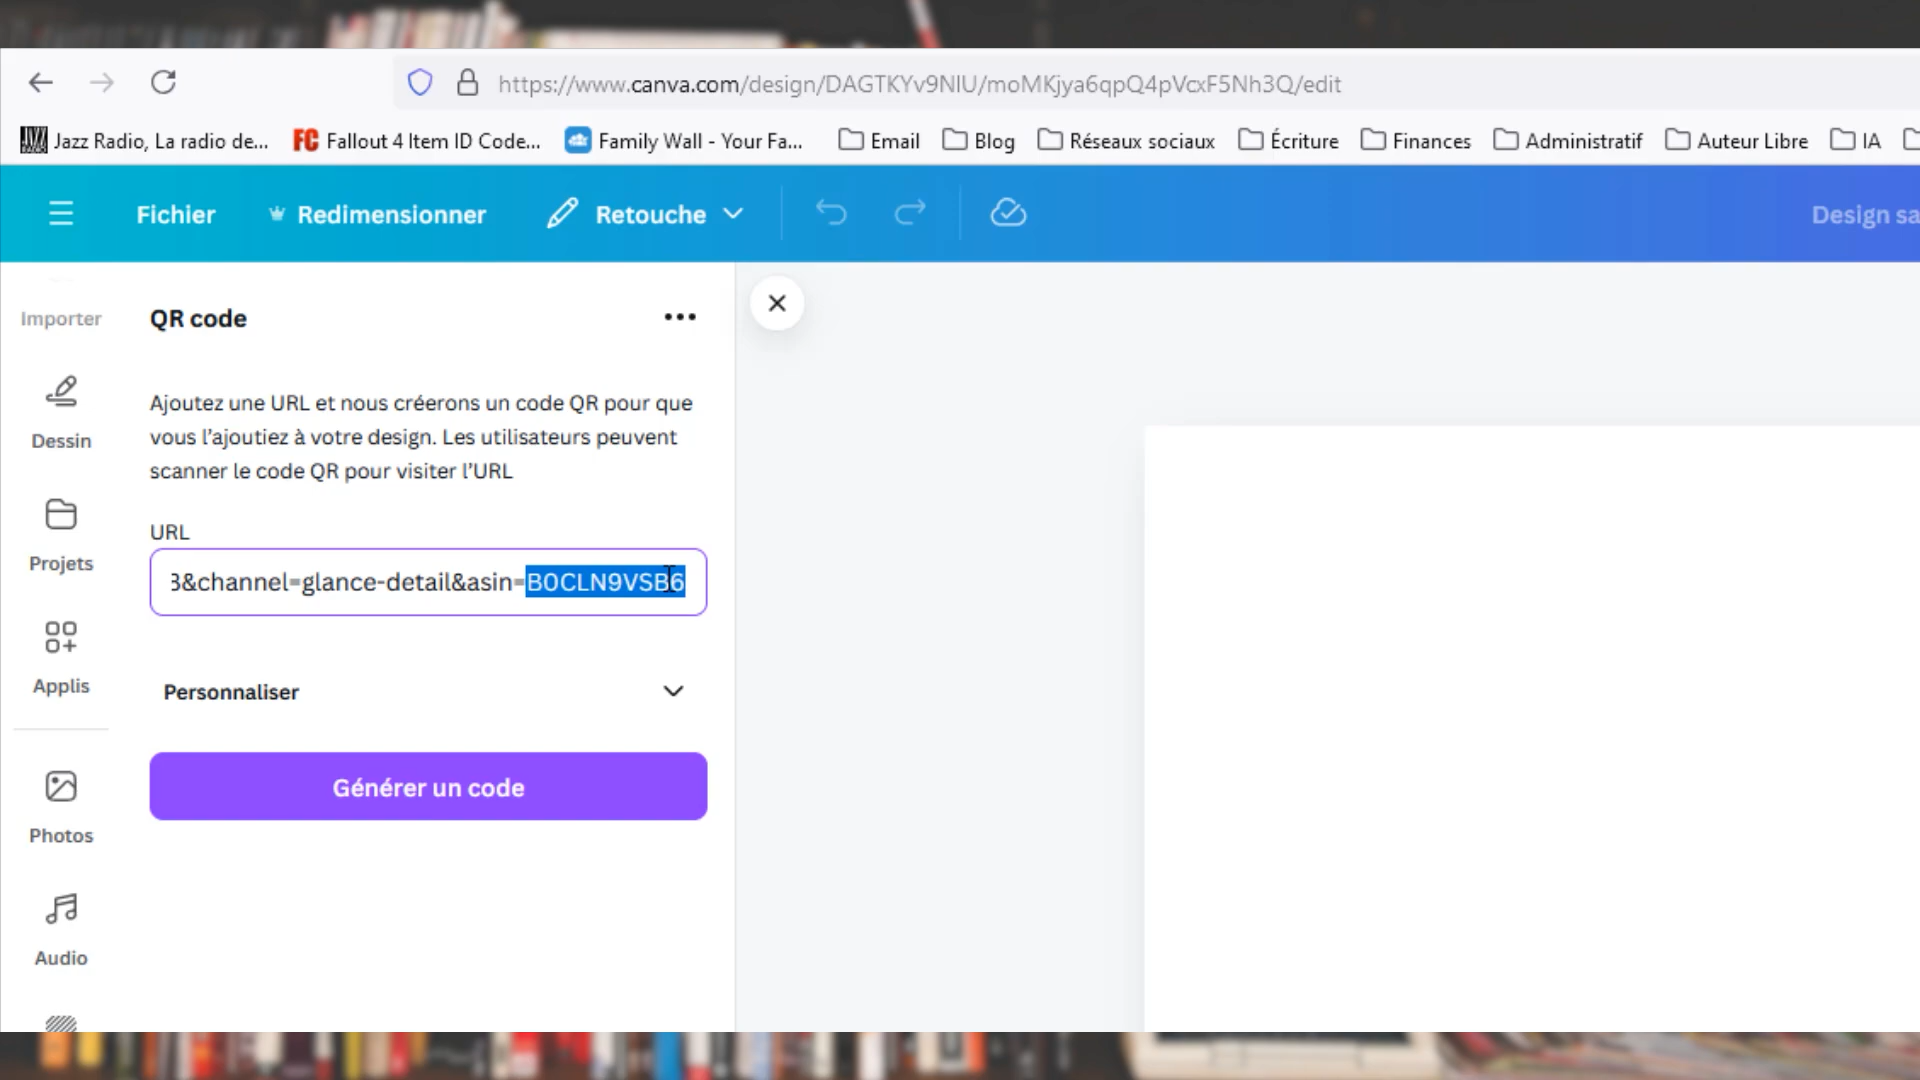 https://www.canva.com/design/DAGTKYv9NIU/moMKjya6qpQ4pVcxF5Nh3Q/edit
Jazz Radio, La radio de... FC Fallout 4 Item ID Code... Family Wall - Your Fa... Email Blog Réseaux sociaux Écriture Finances Administratif Auteur Libre IA
Fichier Redimensionner Retouche Design sa
Importer
QR code
Ajoutez une URL et nous créerons un code QR pour que
vous l'ajoutiez à votre design. Les utilisateurs peuvent
scanner le code QR pour visiter l'URL
Dessin
URL
Projets
3&channel=glance-detail&asin=B0CLN9VSB6
Applis
Personnaliser
Générer un code
Photos
Audio